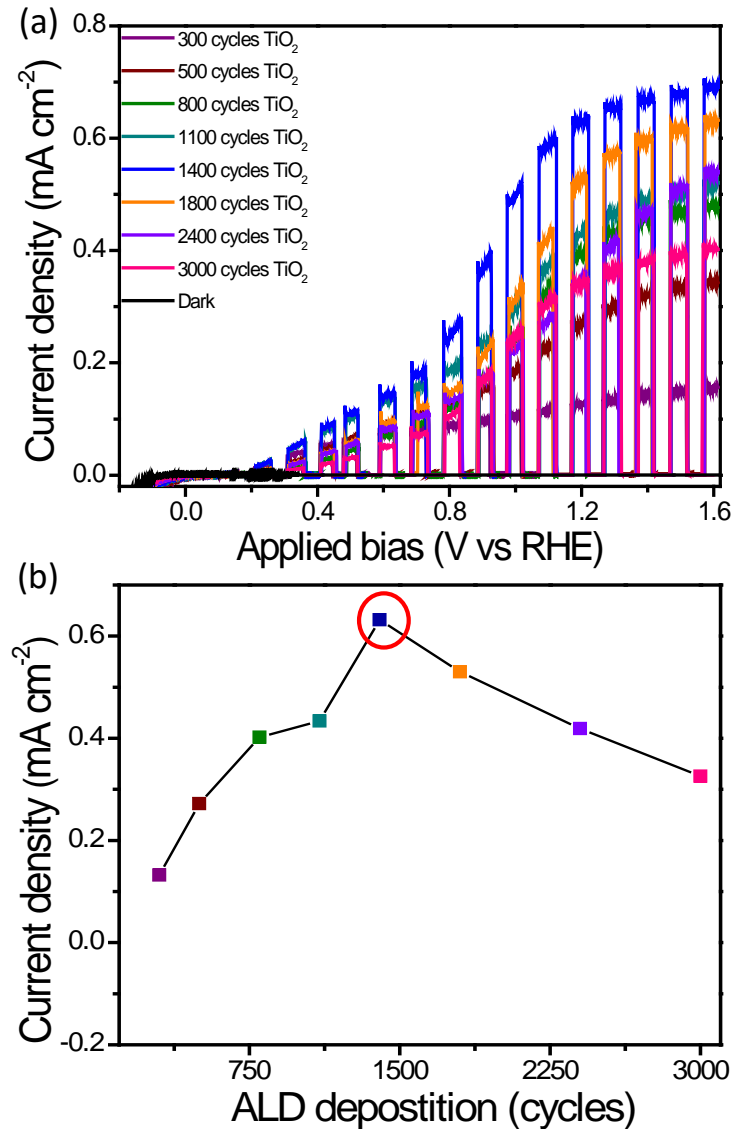 (a)
0.8
0.6
0.4
0.2
0.0
Current density (mA cm⁻²)
300 cycles TiO₂
500 cycles TiO₂
800 cycles TiO₂
1100 cycles TiO₂
1400 cycles TiO₂
1800 cycles TiO₂
2400 cycles TiO₂
3000 cycles TiO₂
Dark
0.0 0.4 0.8 1.2 1.6
Applied bias (V vs RHE)
(b)
0.6
0.4
0.2
0.0
-0.2
Current density (mA cm⁻²)
750 1500 2250 3000
ALD depostition (cycles)